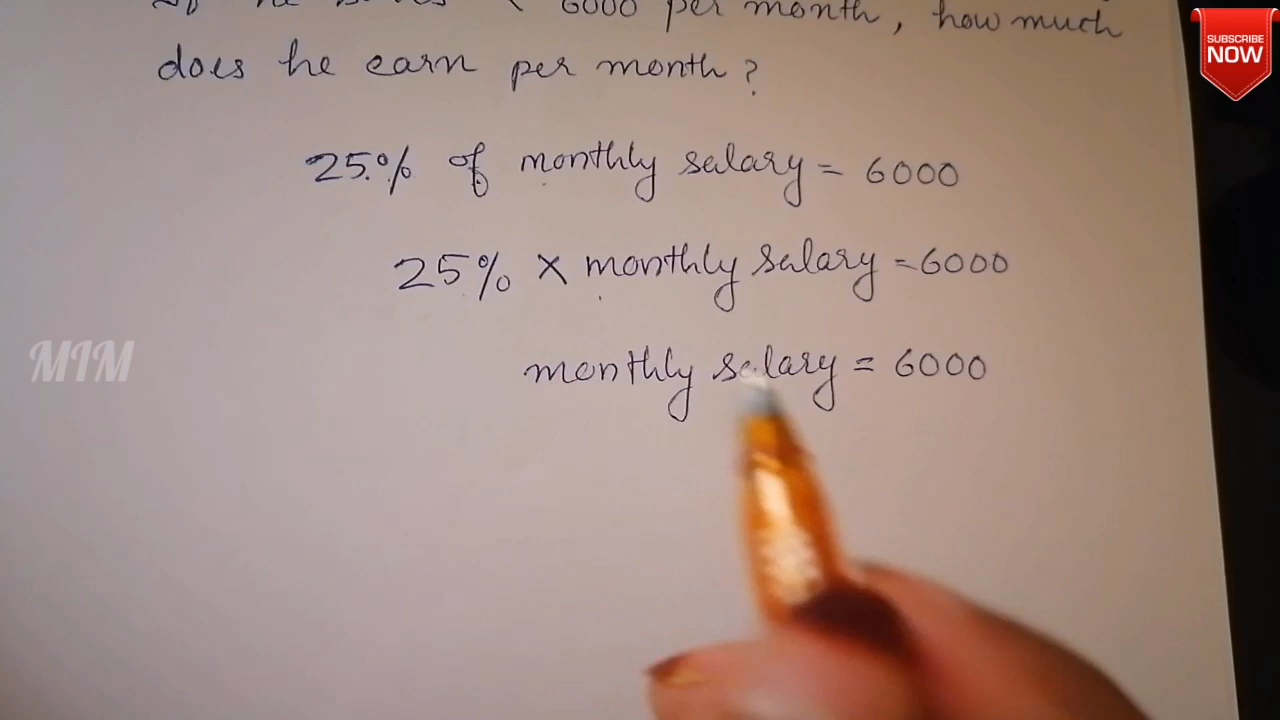 6000 per month, how much
does he earn per month?
25% of monthly salary = 6000
25% × monthly salary = 6000
monthly salary = 6000
MIM
SUBSCRIBE
NOW